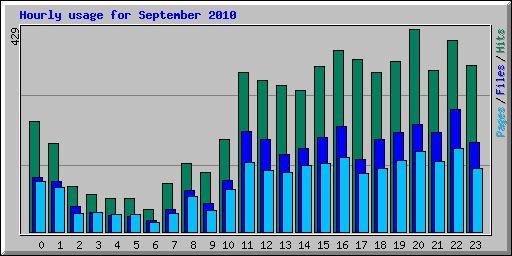 Hourly usage for September 2010
429
Pages / Files / Hits
0 1 2 3 4 5 6 7 8 9 10 11 12 13 14 15 16 17 18 19 20 21 22 23